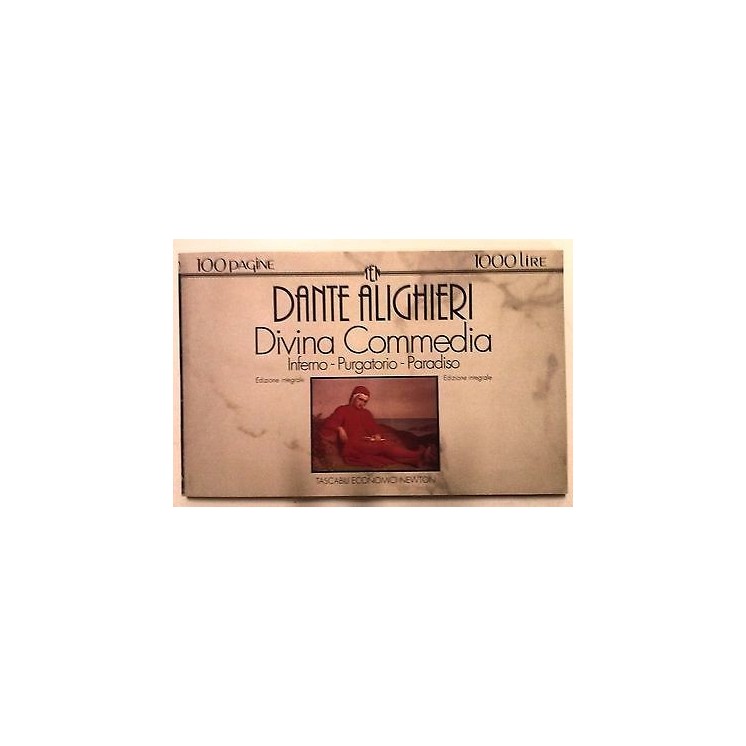 100 PAGINE 1000 LIRE
TEN
DANTE ALIGHIERI
Divina Commedia
Inferno - Purgatorio - Paradiso
Edizione integrale Edizione integrale
TASCABILI ECONOMICI NEWTON